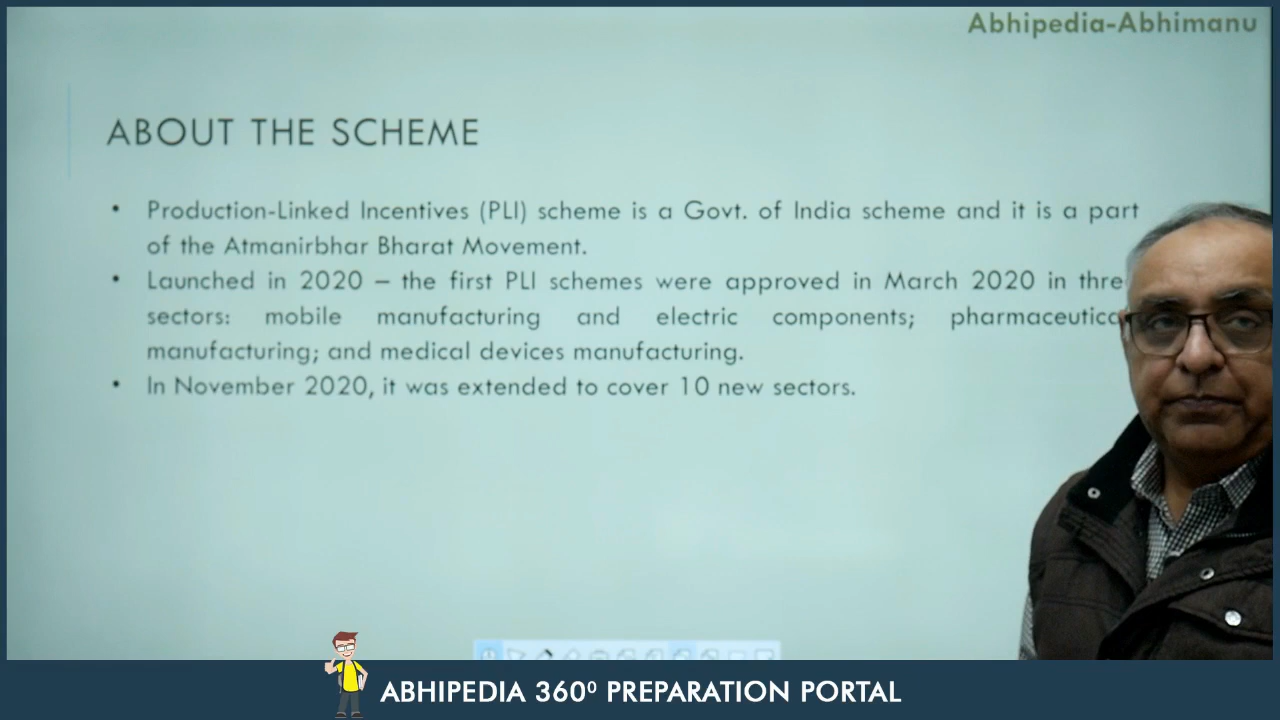 Abhipedia-Abhimanu
ABOUT THE SCHEME
• Production-Linked Incentives (PLI) scheme is a Govt. of India scheme and it is a part
of the Atmanirbhar Bharat Movement.
• Launched in 2020 – the first PLI schemes were approved in March 2020 in thre
sectors: mobile manufacturing and electric components; pharmaceutica
manufacturing; and medical devices manufacturing.
• In November 2020, it was extended to cover 10 new sectors.
ABHIPEDIA 360º PREPARATION PORTAL